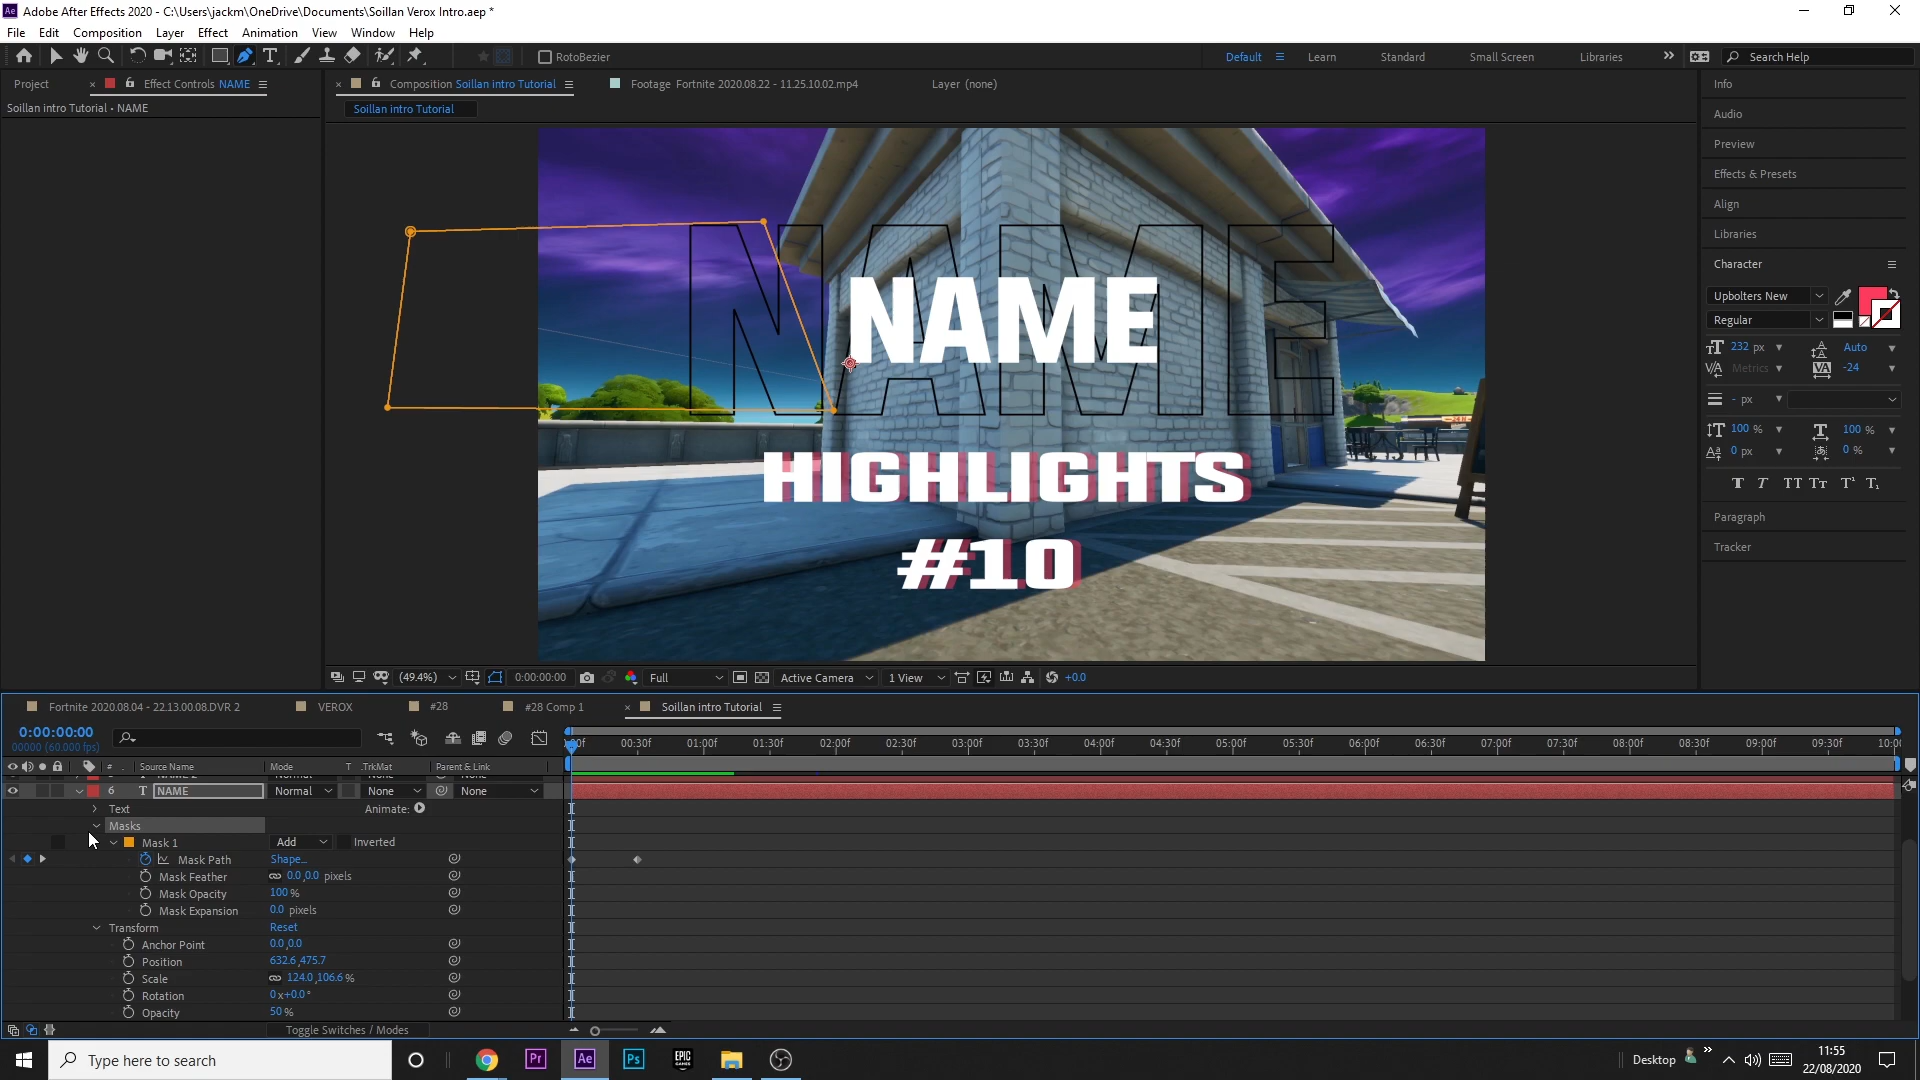 Adobe After Effects 2020 - C:\Users\jackm\OneDrive\Documents\Soillan Verox Intro.aep *
File Edit Composition Layer Effect Animation View Window Help
RotoBezier
Default Learn Standard Small Screen Libraries Search Help
Project Effect Controls NAME
Soillan intro Tutorial • NAME
Composition Soillan intro Tutorial Footage Fortnite 2020.08.22 - 11.25.10.02.mp4 Layer (none)
Soillan intro Tutorial
NAME
NAME
HIGHLIGHTS
#10
(49.4%) 0:00:00:00 Full Active Camera 1 View +0.0
Info
Audio
Preview
Effects & Presets
Align
Libraries
Character
Upbolters New
Regular
232 px Auto
Metrics -24
- px
100 % 100 %
0 px 0 %
T T TT Tt T¹ T₁
Paragraph
Tracker
Fortnite 2020.08.04 - 22.13.00.08.DVR 2 VEROX #28 #28 Comp 1 Soillan intro Tutorial
0:00:00:00
00000 (60.000 fps)
00:30f 01:00f 01:30f 02:00f 02:30f 03:00f 03:30f 04:00f 04:30f 05:00f 05:30f 06:00f 06:30f 07:00f 07:30f 08:00f 08:30f 09:00f 09:30f
# Source Name Mode T .TrkMat Parent & Link
6 T NAME Normal None None
Text Animate:
Masks
Mask 1 Add Inverted
Mask Path Shape...
Mask Feather 0.0,0.0 pixels
Mask Opacity 100 %
Mask Expansion 0.0 pixels
Transform Reset
Anchor Point 0.0,0.0
Position 632.6,475.7
Scale 124.0,106.6 %
Rotation 0x+0.0°
Opacity 50 %
Toggle Switches / Modes
Type here to search
Pr Ae Ps EPIC GAMES
Desktop
11:55
22/08/2020